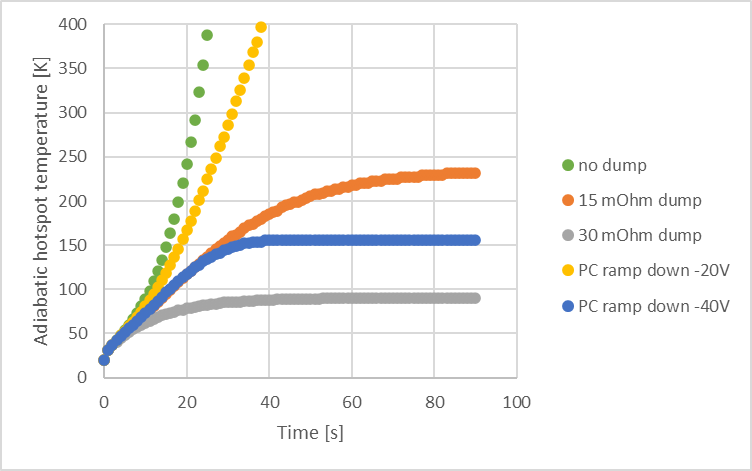 Adiabatic hotspot temperature [K]
400
350
300
250
200
150
100
50
0
0 20 40 60 80 100
Time [s]
no dump
15 mOhm dump
30 mOhm dump
PC ramp down -20V
PC ramp down -40V